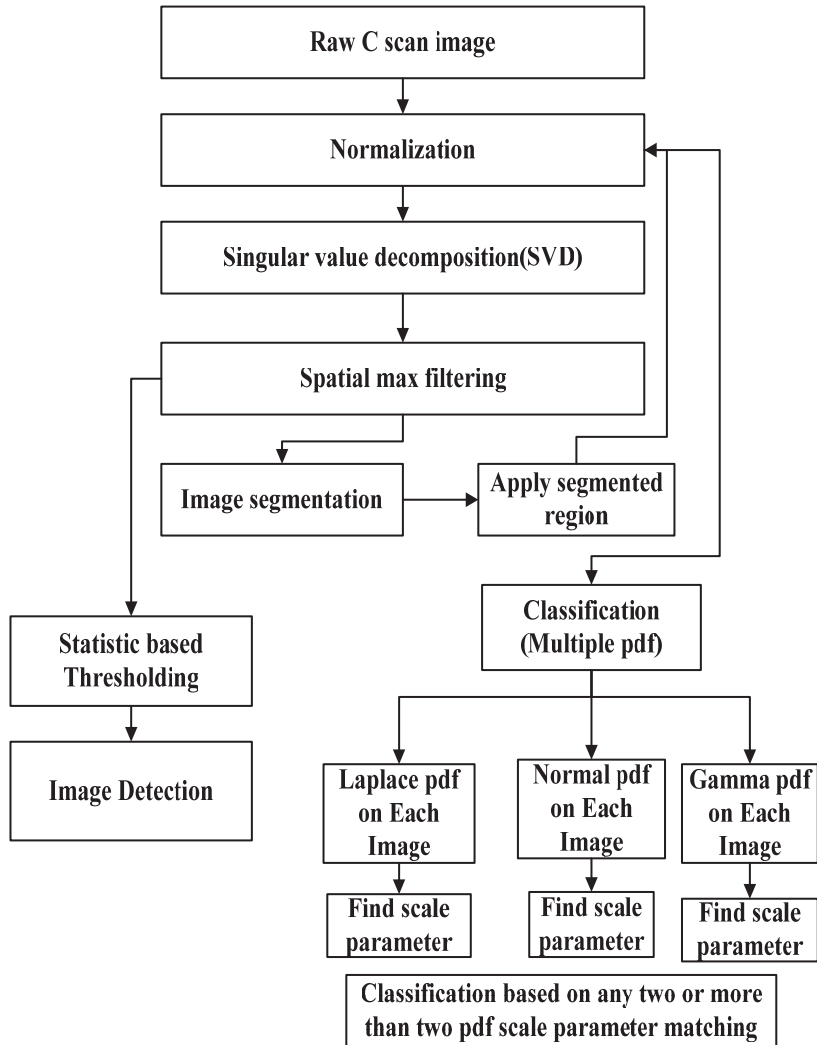 Raw C scan image
Normalization
Singular value decomposition(SVD)
Spatial max filtering
Image segmentation
Apply segmented
region
Classification
(Multiple pdf)
Statistic based
Thresholding
Image Detection
Laplace pdf
on Each
Image
Normal pdf
on Each
Image
Gamma pdf
on Each
Image
Find scale
parameter
Find scale
parameter
Find scale
parameter
Classification based on any two or more
than two pdf scale parameter matching